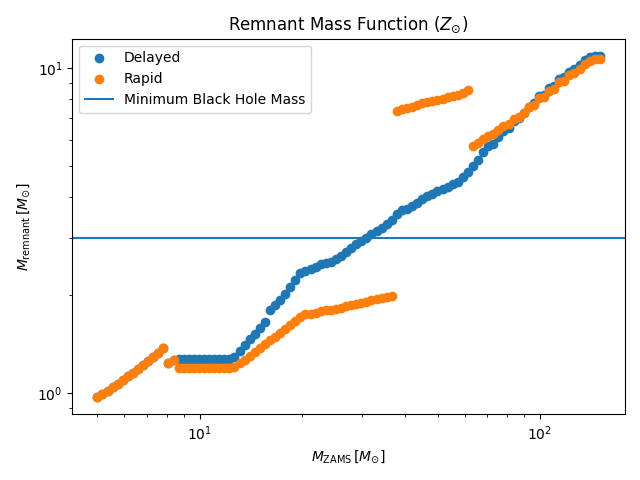 Remnant Mass Function (Z⊙)
Delayed
Rapid
Minimum Black Hole Mass
10¹
10⁰
M_remnant [M⊙]
10¹ 10²
M_ZAMS [M⊙]